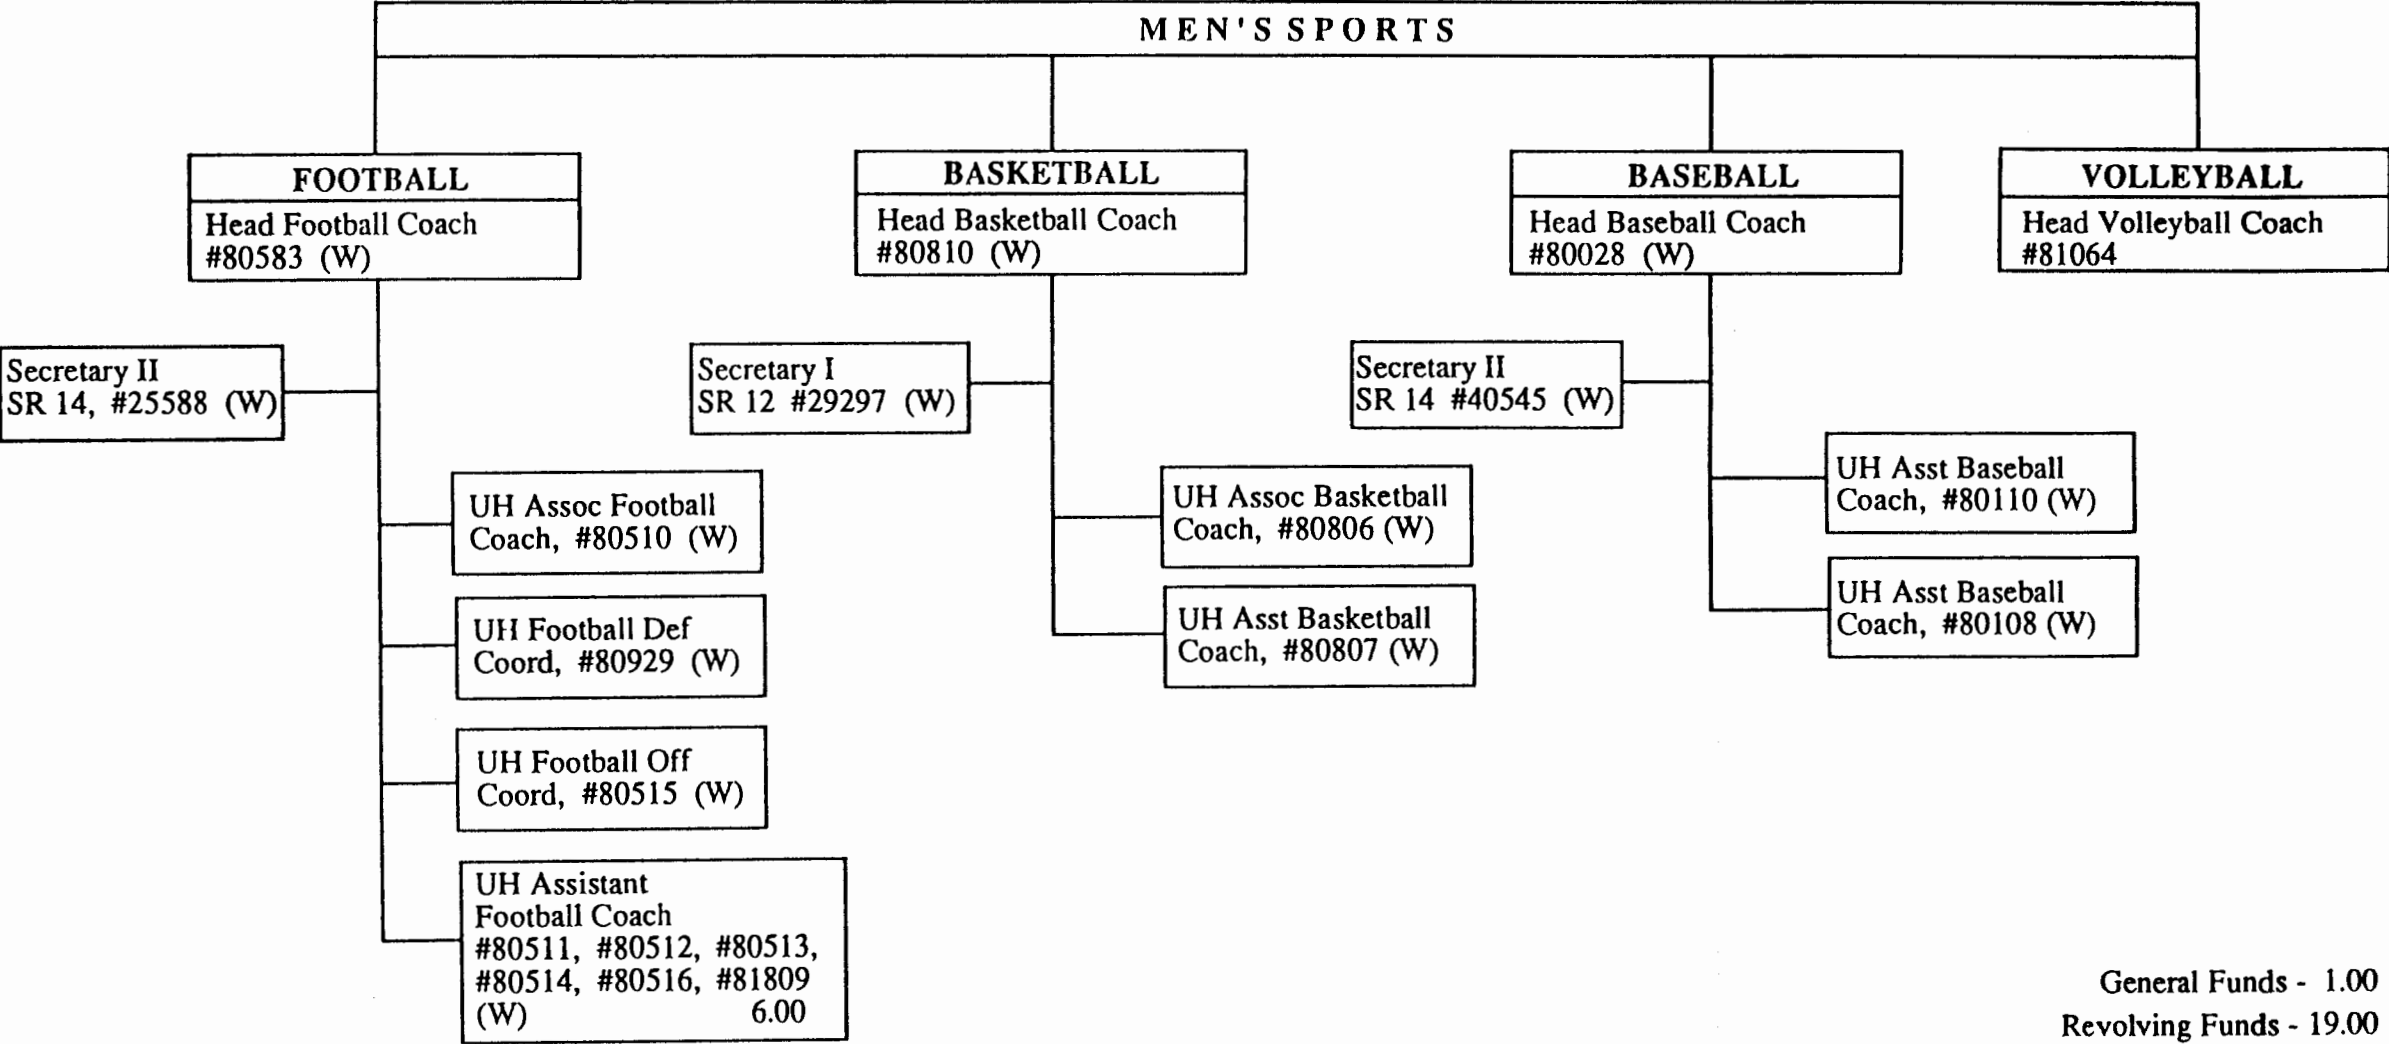 MEN'S SPORTS
FOOTBALL
Head Football Coach
#80583 (W)
Secretary II
SR 14, #25588 (W)
UH Assoc Football
Coach, #80510 (W)
UH Football Def
Coord, #80929 (W)
UH Football Off
Coord, #80515 (W)
UH Assistant
Football Coach
#80511, #80512, #80513,
#80514, #80516, #81809
(W) 6.00
BASKETBALL
Head Basketball Coach
#80810 (W)
Secretary I
SR 12 #29297 (W)
UH Assoc Basketball
Coach, #80806 (W)
UH Asst Basketball
Coach, #80807 (W)
BASEBALL
Head Baseball Coach
#80028 (W)
Secretary II
SR 14 #40545 (W)
UH Asst Baseball
Coach, #80110 (W)
UH Asst Baseball
Coach, #80108 (W)
VOLLEYBALL
Head Volleyball Coach
#81064
General Funds - 1.00
Revolving Funds - 19.00